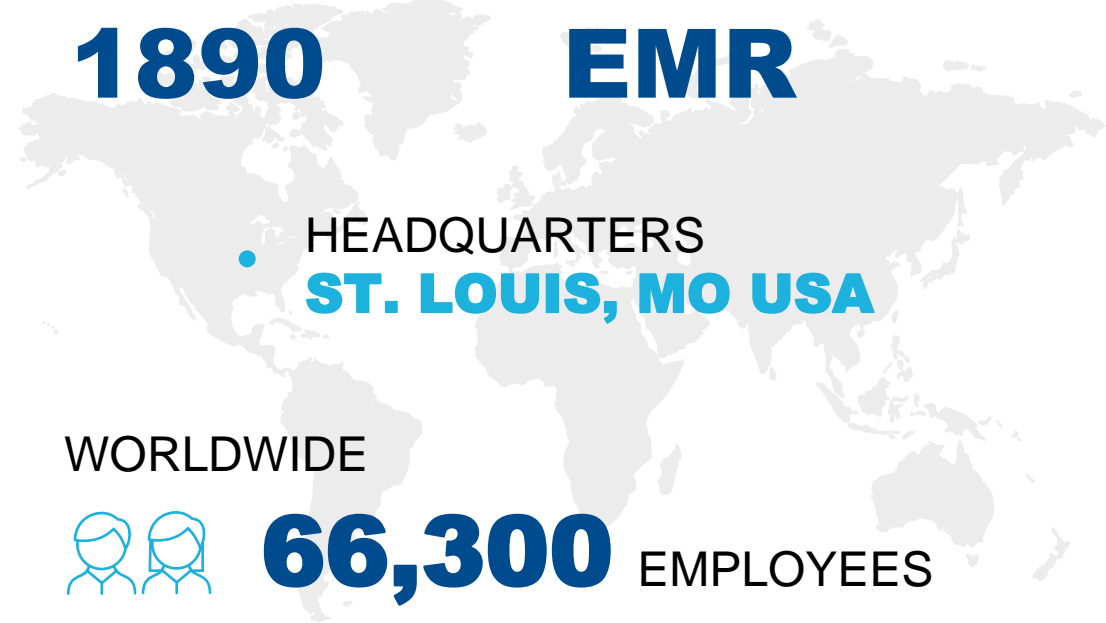 1890
EMR
HEADQUARTERS
ST. LOUIS, MO USA
WORLDWIDE
66,300 EMPLOYEES